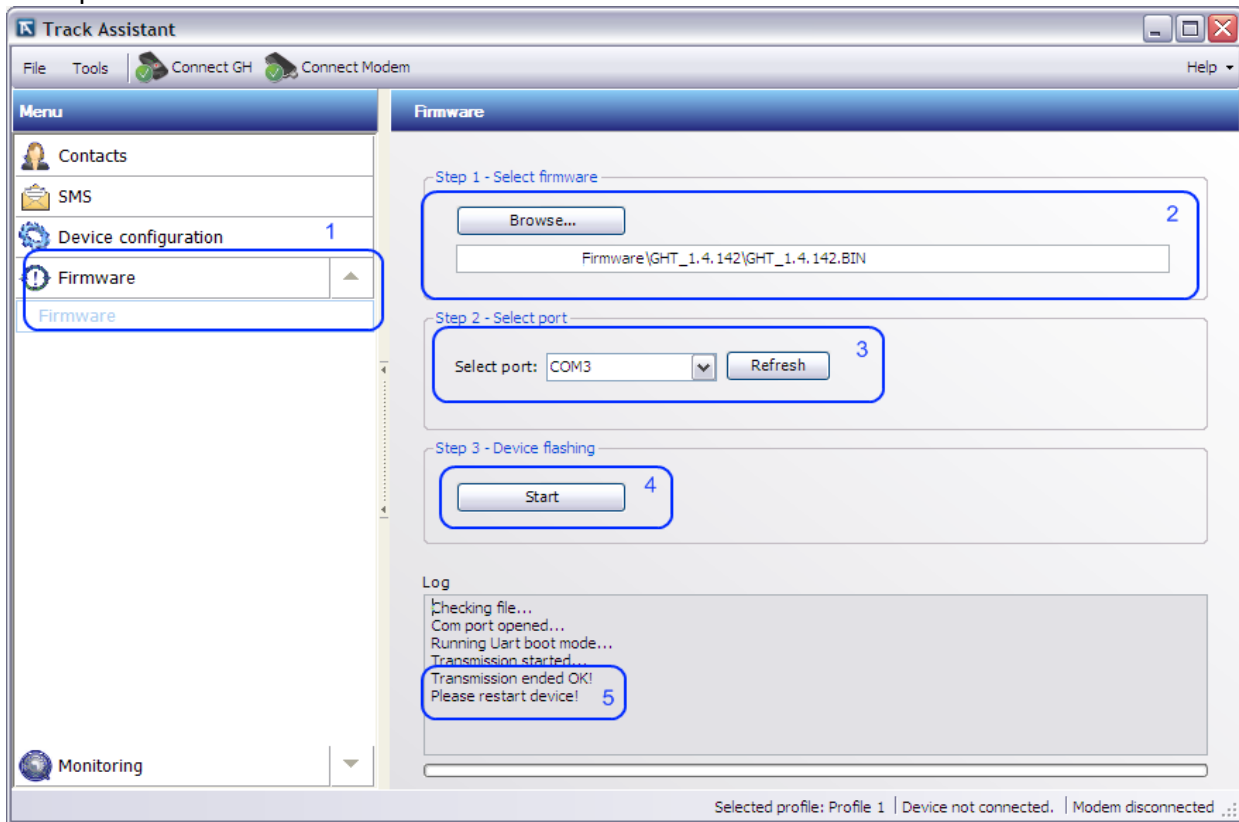 Track Assistant
File Tools Connect GH Connect Modem Help
Menu
Firmware
Contacts
SMS
Device configuration 1
Firmware
Firmware
Monitoring
Step 1 - Select firmware
Browse... 2
Firmware\GHT_1.4.142\GHT_1.4.142.BIN
Step 2 - Select port
Select port: COM3 Refresh 3
Step 3 - Device flashing
Start 4
Log
Checking file...
Com port opened...
Running Uart boot mode...
Transmission started...
Transmission ended OK!
Please restart device! 5
Selected profile: Profile 1 Device not connected. Modem disconnected